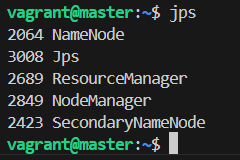 vagrant@master:~$ jps
2064 NameNode
3008 Jps
2689 ResourceManager
2849 NodeManager
2423 SecondaryNameNode
vagrant@master:~$